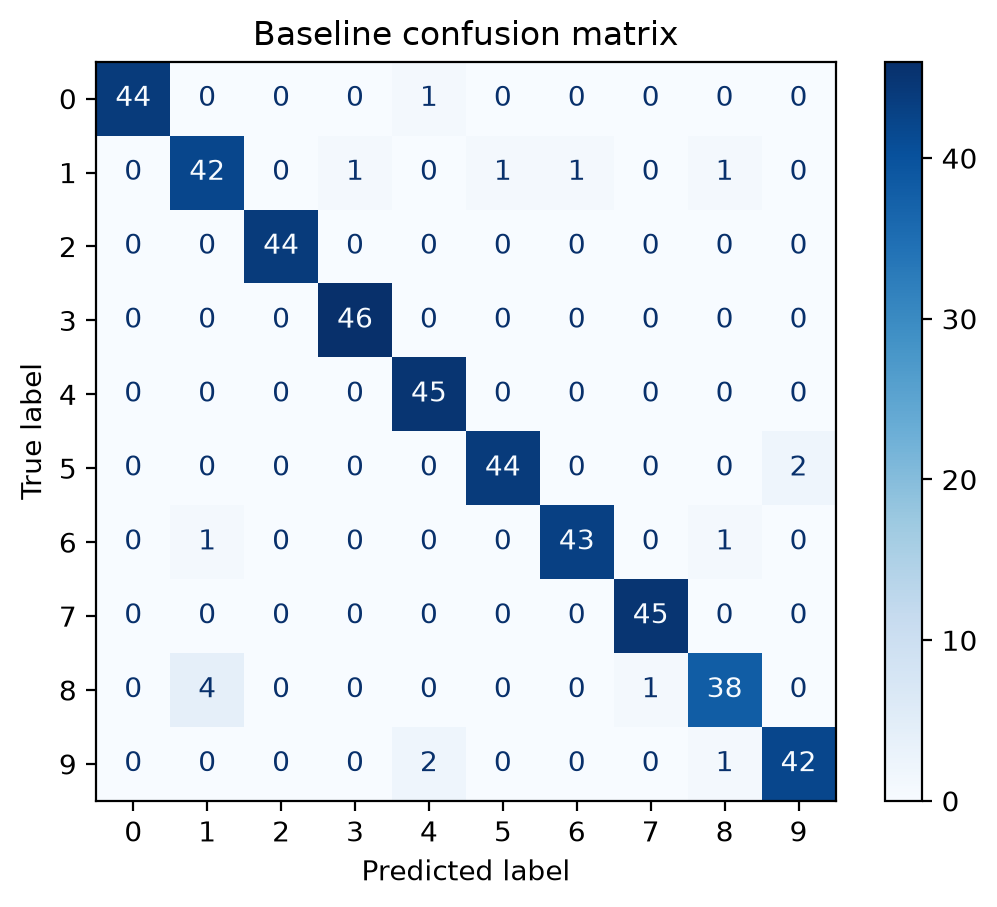 Baseline confusion matrix
0 44 0 0 0 1 0 0 0 0 0
1 0 42 0 1 0 1 1 0 1 0
2 0 0 44 0 0 0 0 0 0 0
3 0 0 0 46 0 0 0 0 0 0
4 0 0 0 0 45 0 0 0 0 0
5 0 0 0 0 0 44 0 0 0 2
6 0 1 0 0 0 0 43 0 1 0
7 0 0 0 0 0 0 0 45 0 0
8 0 4 0 0 0 0 0 1 38 0
9 0 0 0 0 2 0 0 0 1 42
0 1 2 3 4 5 6 7 8 9
Predicted label
True label
40
30
20
10
0